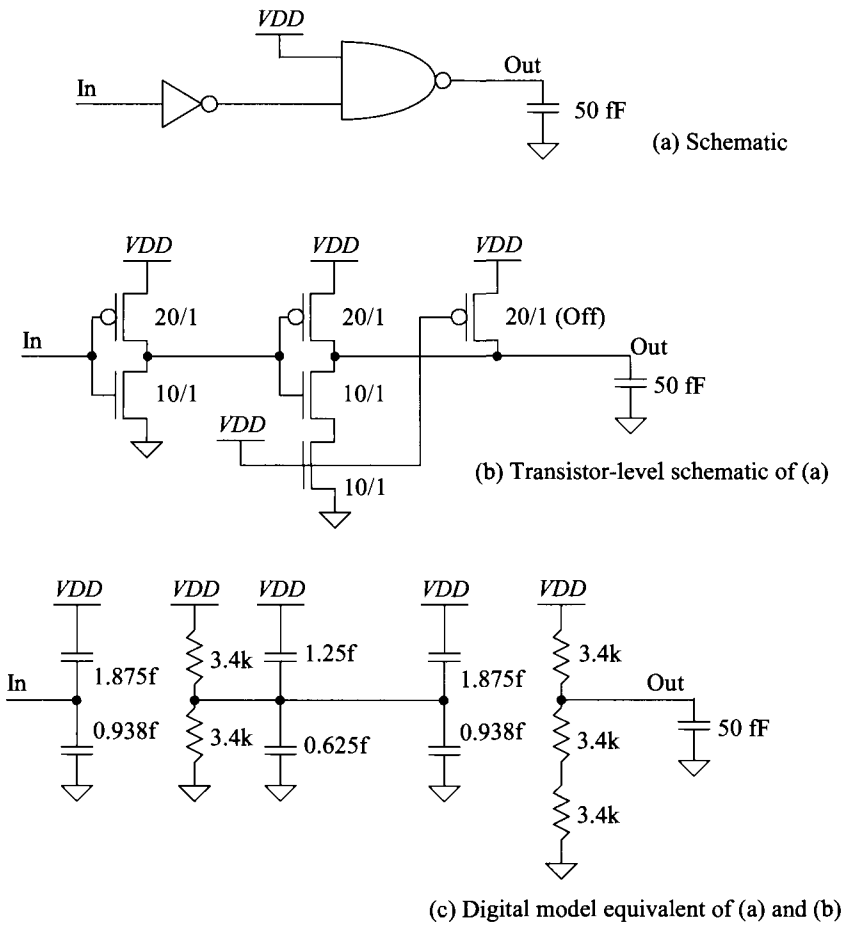 VDD
Out
In
50 fF
(a) Schematic
VDD VDD VDD
20/1 20/1 20/1 (Off)
In Out
10/1 10/1 50 fF
VDD
10/1
(b) Transistor-level schematic of (a)
VDD VDD VDD VDD VDD
3.4k 1.25f 3.4k
1.875f 1.875f
In Out
0.938f 3.4k 0.625f 0.938f 3.4k 50 fF
3.4k
(c) Digital model equivalent of (a) and (b)